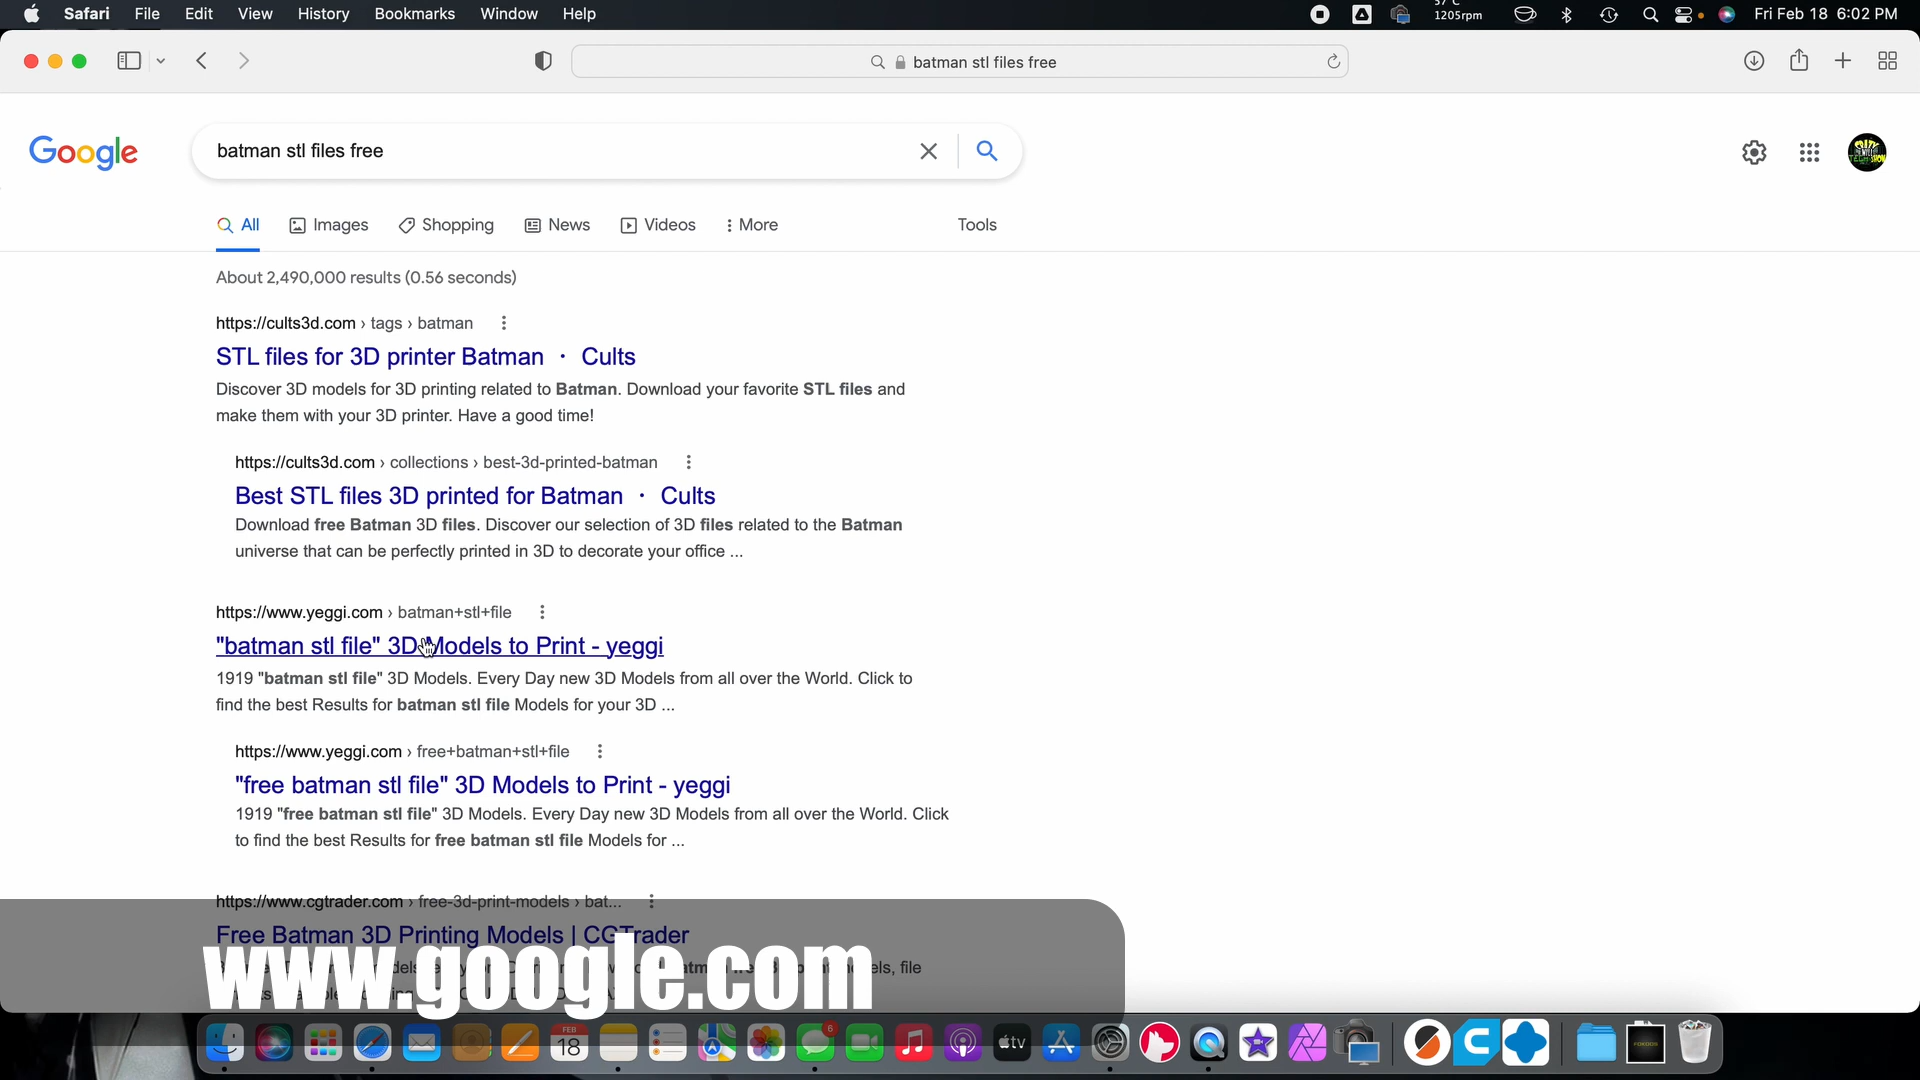 Safari File Edit View History Bookmarks Window Help
1205rpm
Fri Feb 18 6:02 PM
batman stl files free
Google
batman stl files free
All Images Shopping News Videos More Tools
About 2,490,000 results (0.56 seconds)
https://cults3d.com › tags › batman
STL files for 3D printer Batman · Cults
Discover 3D models for 3D printing related to Batman. Download your favorite STL files and
make them with your 3D printer. Have a good time!
https://cults3d.com › collections › best-3d-printed-batman
Best STL files 3D printed for Batman · Cults
Download free Batman 3D files. Discover our selection of 3D files related to the Batman
universe that can be perfectly printed in 3D to decorate your office ...
https://www.yeggi.com › batman+stl+file
"batman stl file" 3D Models to Print - yeggi
1919 "batman stl file" 3D Models. Every Day new 3D Models from all over the World. Click to
find the best Results for batman stl file Models for your 3D ...
https://www.yeggi.com › free+batman+stl+file
"free batman stl file" 3D Models to Print - yeggi
1919 "free batman stl file" 3D Models. Every Day new 3D Models from all over the World. Click
to find the best Results for free batman stl file Models for ...
https://www.cgtrader.com › free-3d-print-models › bat...
Free Batman 3D Printing Models | CGTrader
file
www.google.com
FEB
18
6
tv